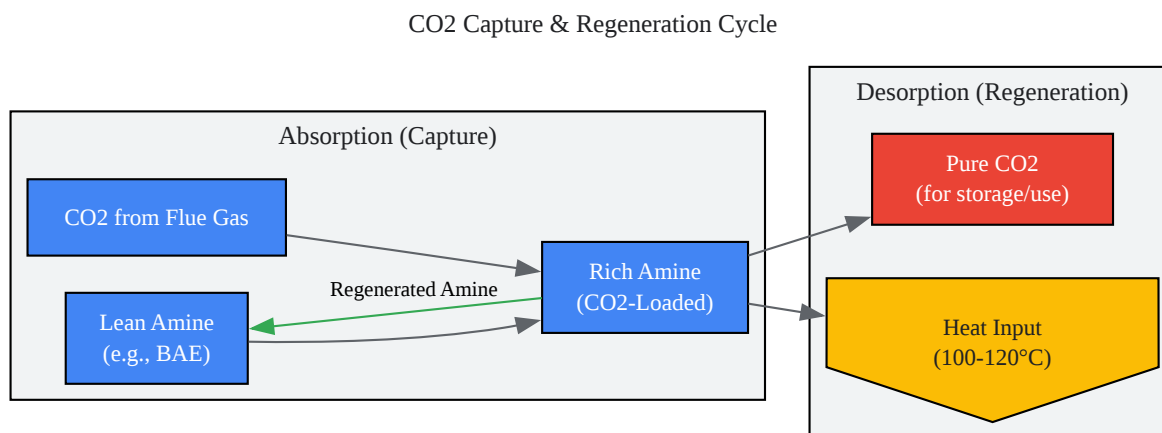 CO2 Capture & Regeneration Cycle
Absorption (Capture)
CO2 from Flue Gas
Lean Amine
(e.g., BAE)
Regenerated Amine
Rich Amine
(CO2-Loaded)
Desorption (Regeneration)
Pure CO2
(for storage/use)
Heat Input
(100-120°C)